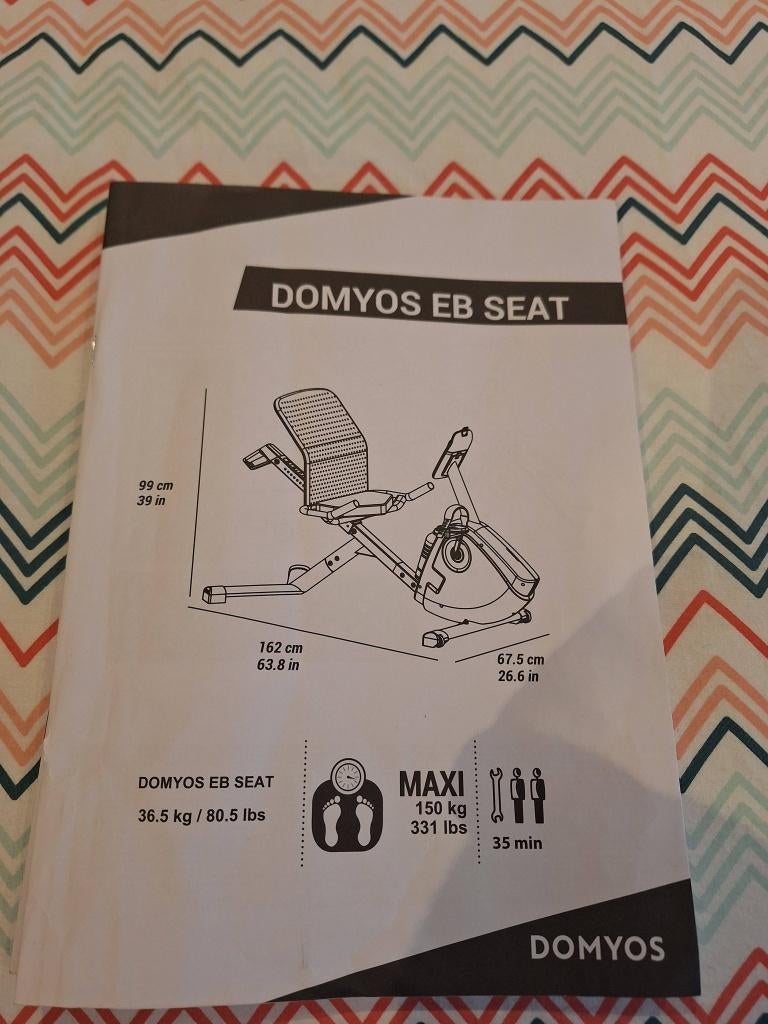 DOMYOS EB SEAT
99 cm
39 in
162 cm
63.8 in
67.5 cm
26.6 in
DOMYOS EB SEAT
36.5 kg / 80.5 lbs
MAXI
150 kg
331 lbs
35 min
DOMYOS